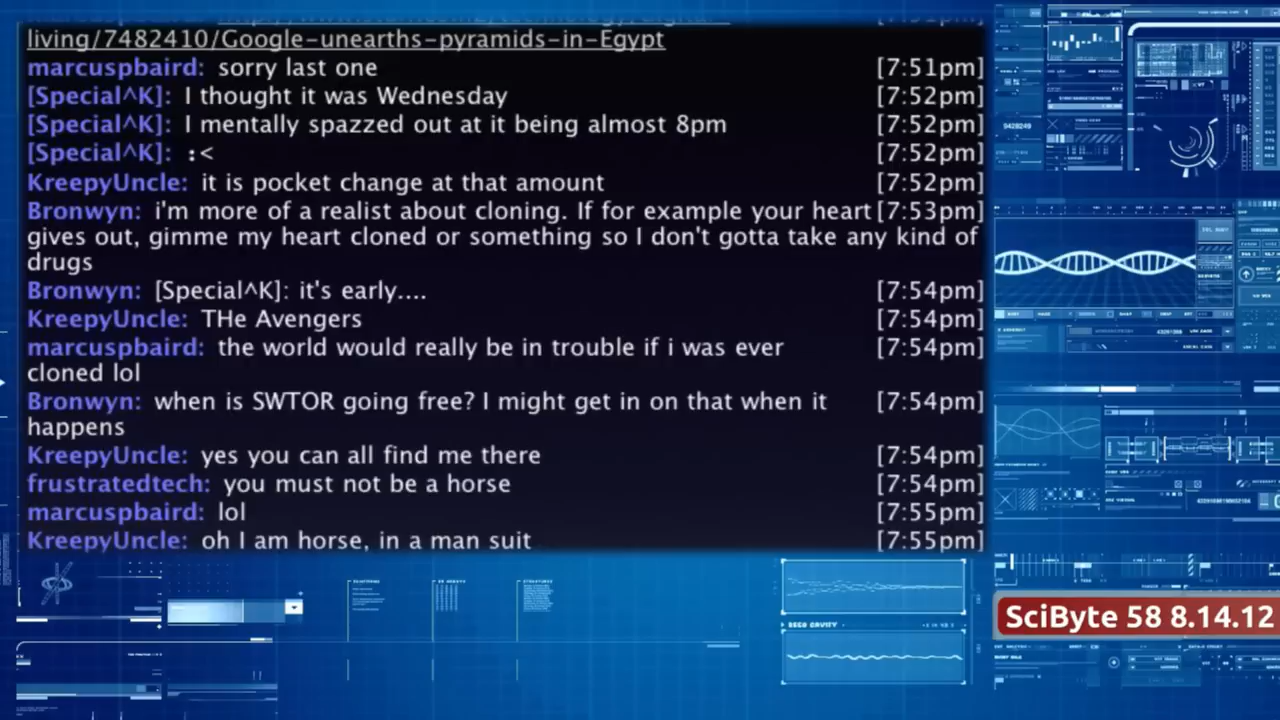 living/7482410/Google-unearths-pyramids-in-Egypt
marcuspbaird: sorry last one [7:51pm]
[Special^K]: I thought it was Wednesday [7:52pm]
[Special^K]: I mentally spazzed out at it being almost 8pm [7:52pm]
[Special^K]: :< [7:52pm]
KreepyUncle: it is pocket change at that amount [7:52pm]
Bronwyn: i'm more of a realist about cloning. If for example your heart [7:53pm]
gives out, gimme my heart cloned or something so I don't gotta take any kind of
drugs
Bronwyn: [Special^K]: it's early.... [7:54pm]
KreepyUncle: THe Avengers [7:54pm]
marcuspbaird: the world would really be in trouble if i was ever [7:54pm]
cloned lol
Bronwyn: when is SWTOR going free? I might get in on that when it [7:54pm]
happens
KreepyUncle: yes you can all find me there [7:54pm]
frustratedtech: you must not be a horse [7:54pm]
marcuspbaird: lol [7:55pm]
KreepyUncle: oh I am horse, in a man suit [7:55pm]
SciByte 58 8.14.12